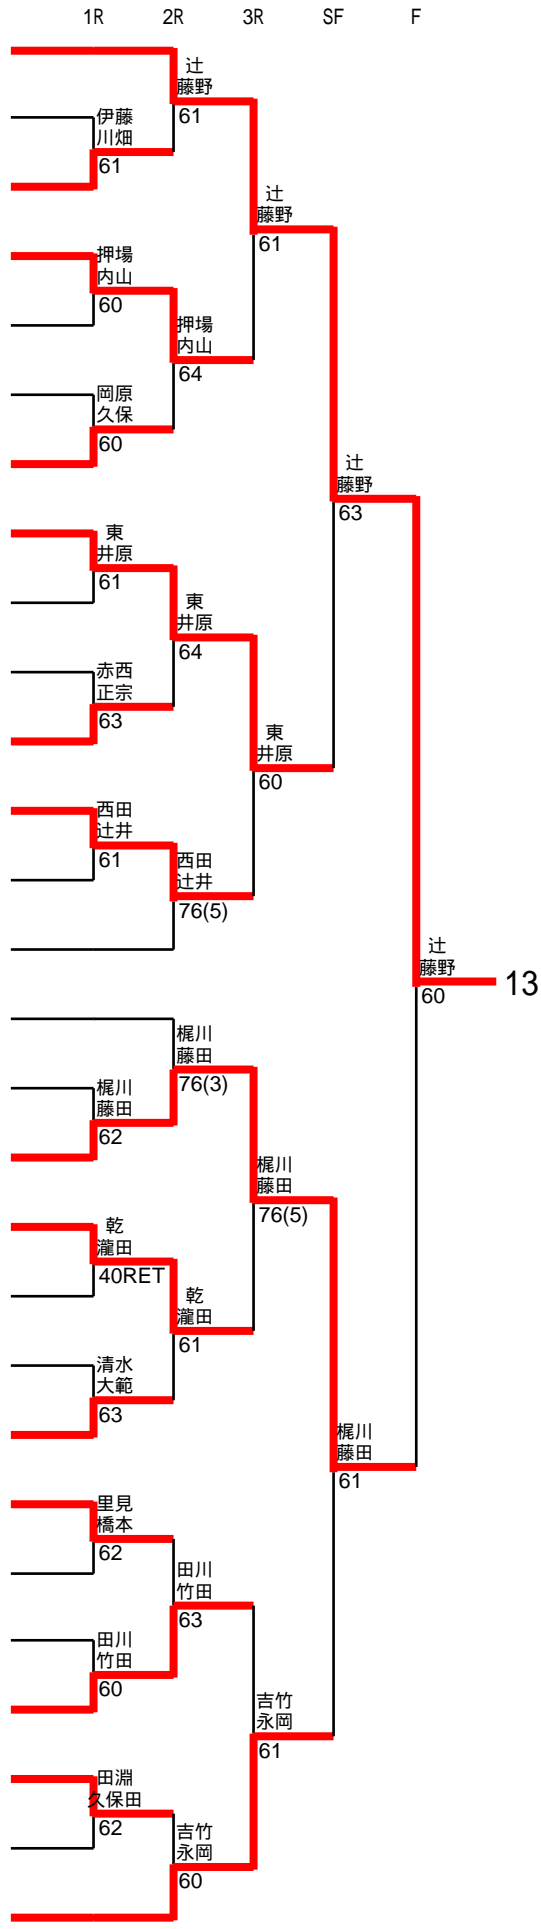 1R 2R 3R SF F
辻
藤野
61
伊藤
川畑
61
辻
藤野
61
押場
内山
60
押場
内山
64
岡原
久保
60
辻
藤野
63
東
井原
61
東
井原
64
赤西
正宗
63
東
井原
60
西田
辻井
61
西田
辻井
76(5)
辻
藤野
60
13
梶川
藤田
76(3)
梶川
藤田
62
梶川
藤田
76(5)
乾
瀧田
40RET
乾
瀧田
61
清水
大範
63
梶川
藤田
61
里見
橋本
62
田川
竹田
63
田川
竹田
60
吉竹
永岡
61
田淵
久保田
62
吉竹
永岡
60